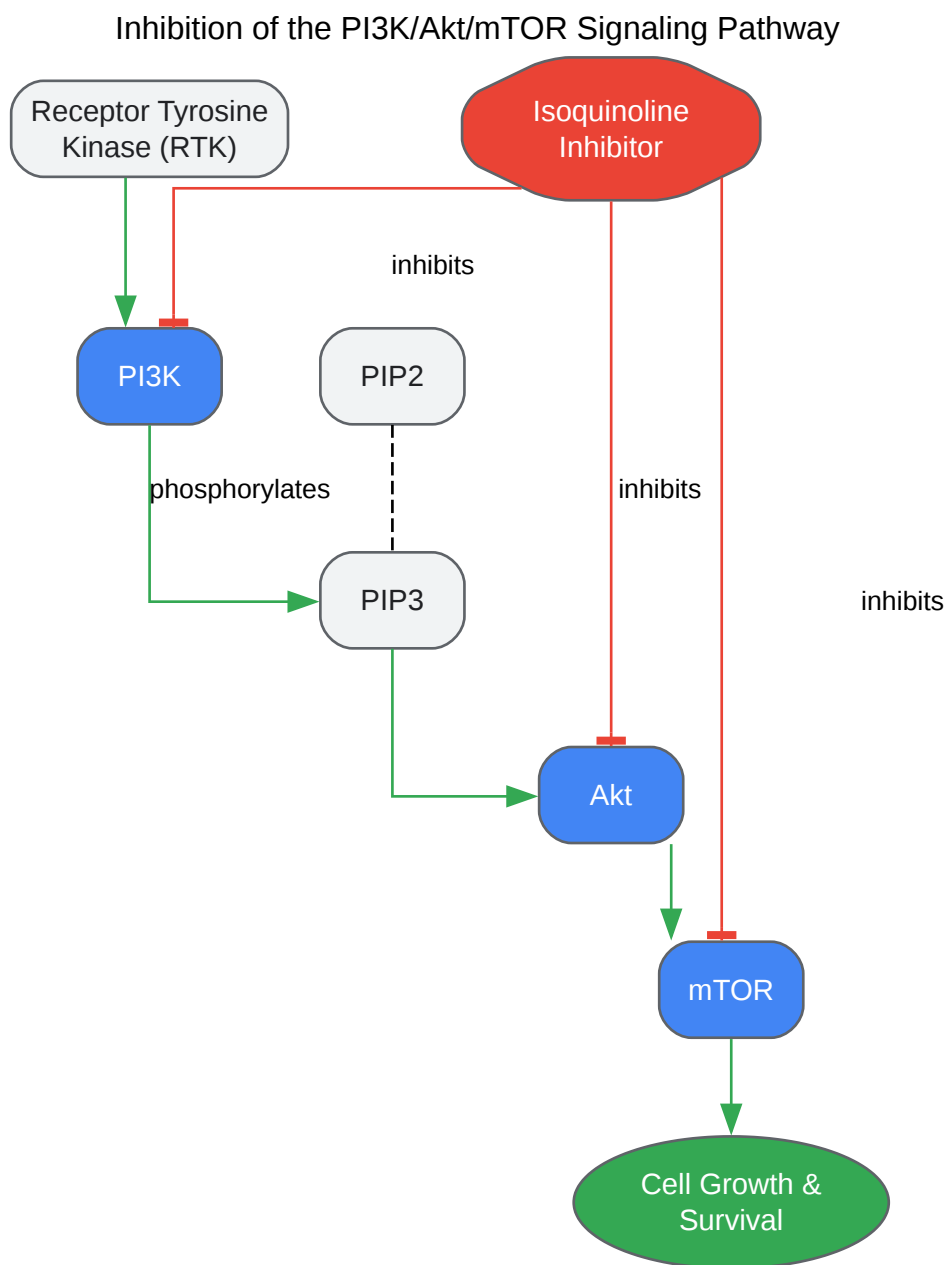 Inhibition of the PI3K/Akt/mTOR Signaling Pathway
Receptor Tyrosine
Kinase (RTK)
Isoquinoline
Inhibitor
inhibits
PI3K
PIP2
phosphorylates
inhibits
PIP3
inhibits
Akt
mTOR
Cell Growth &
Survival